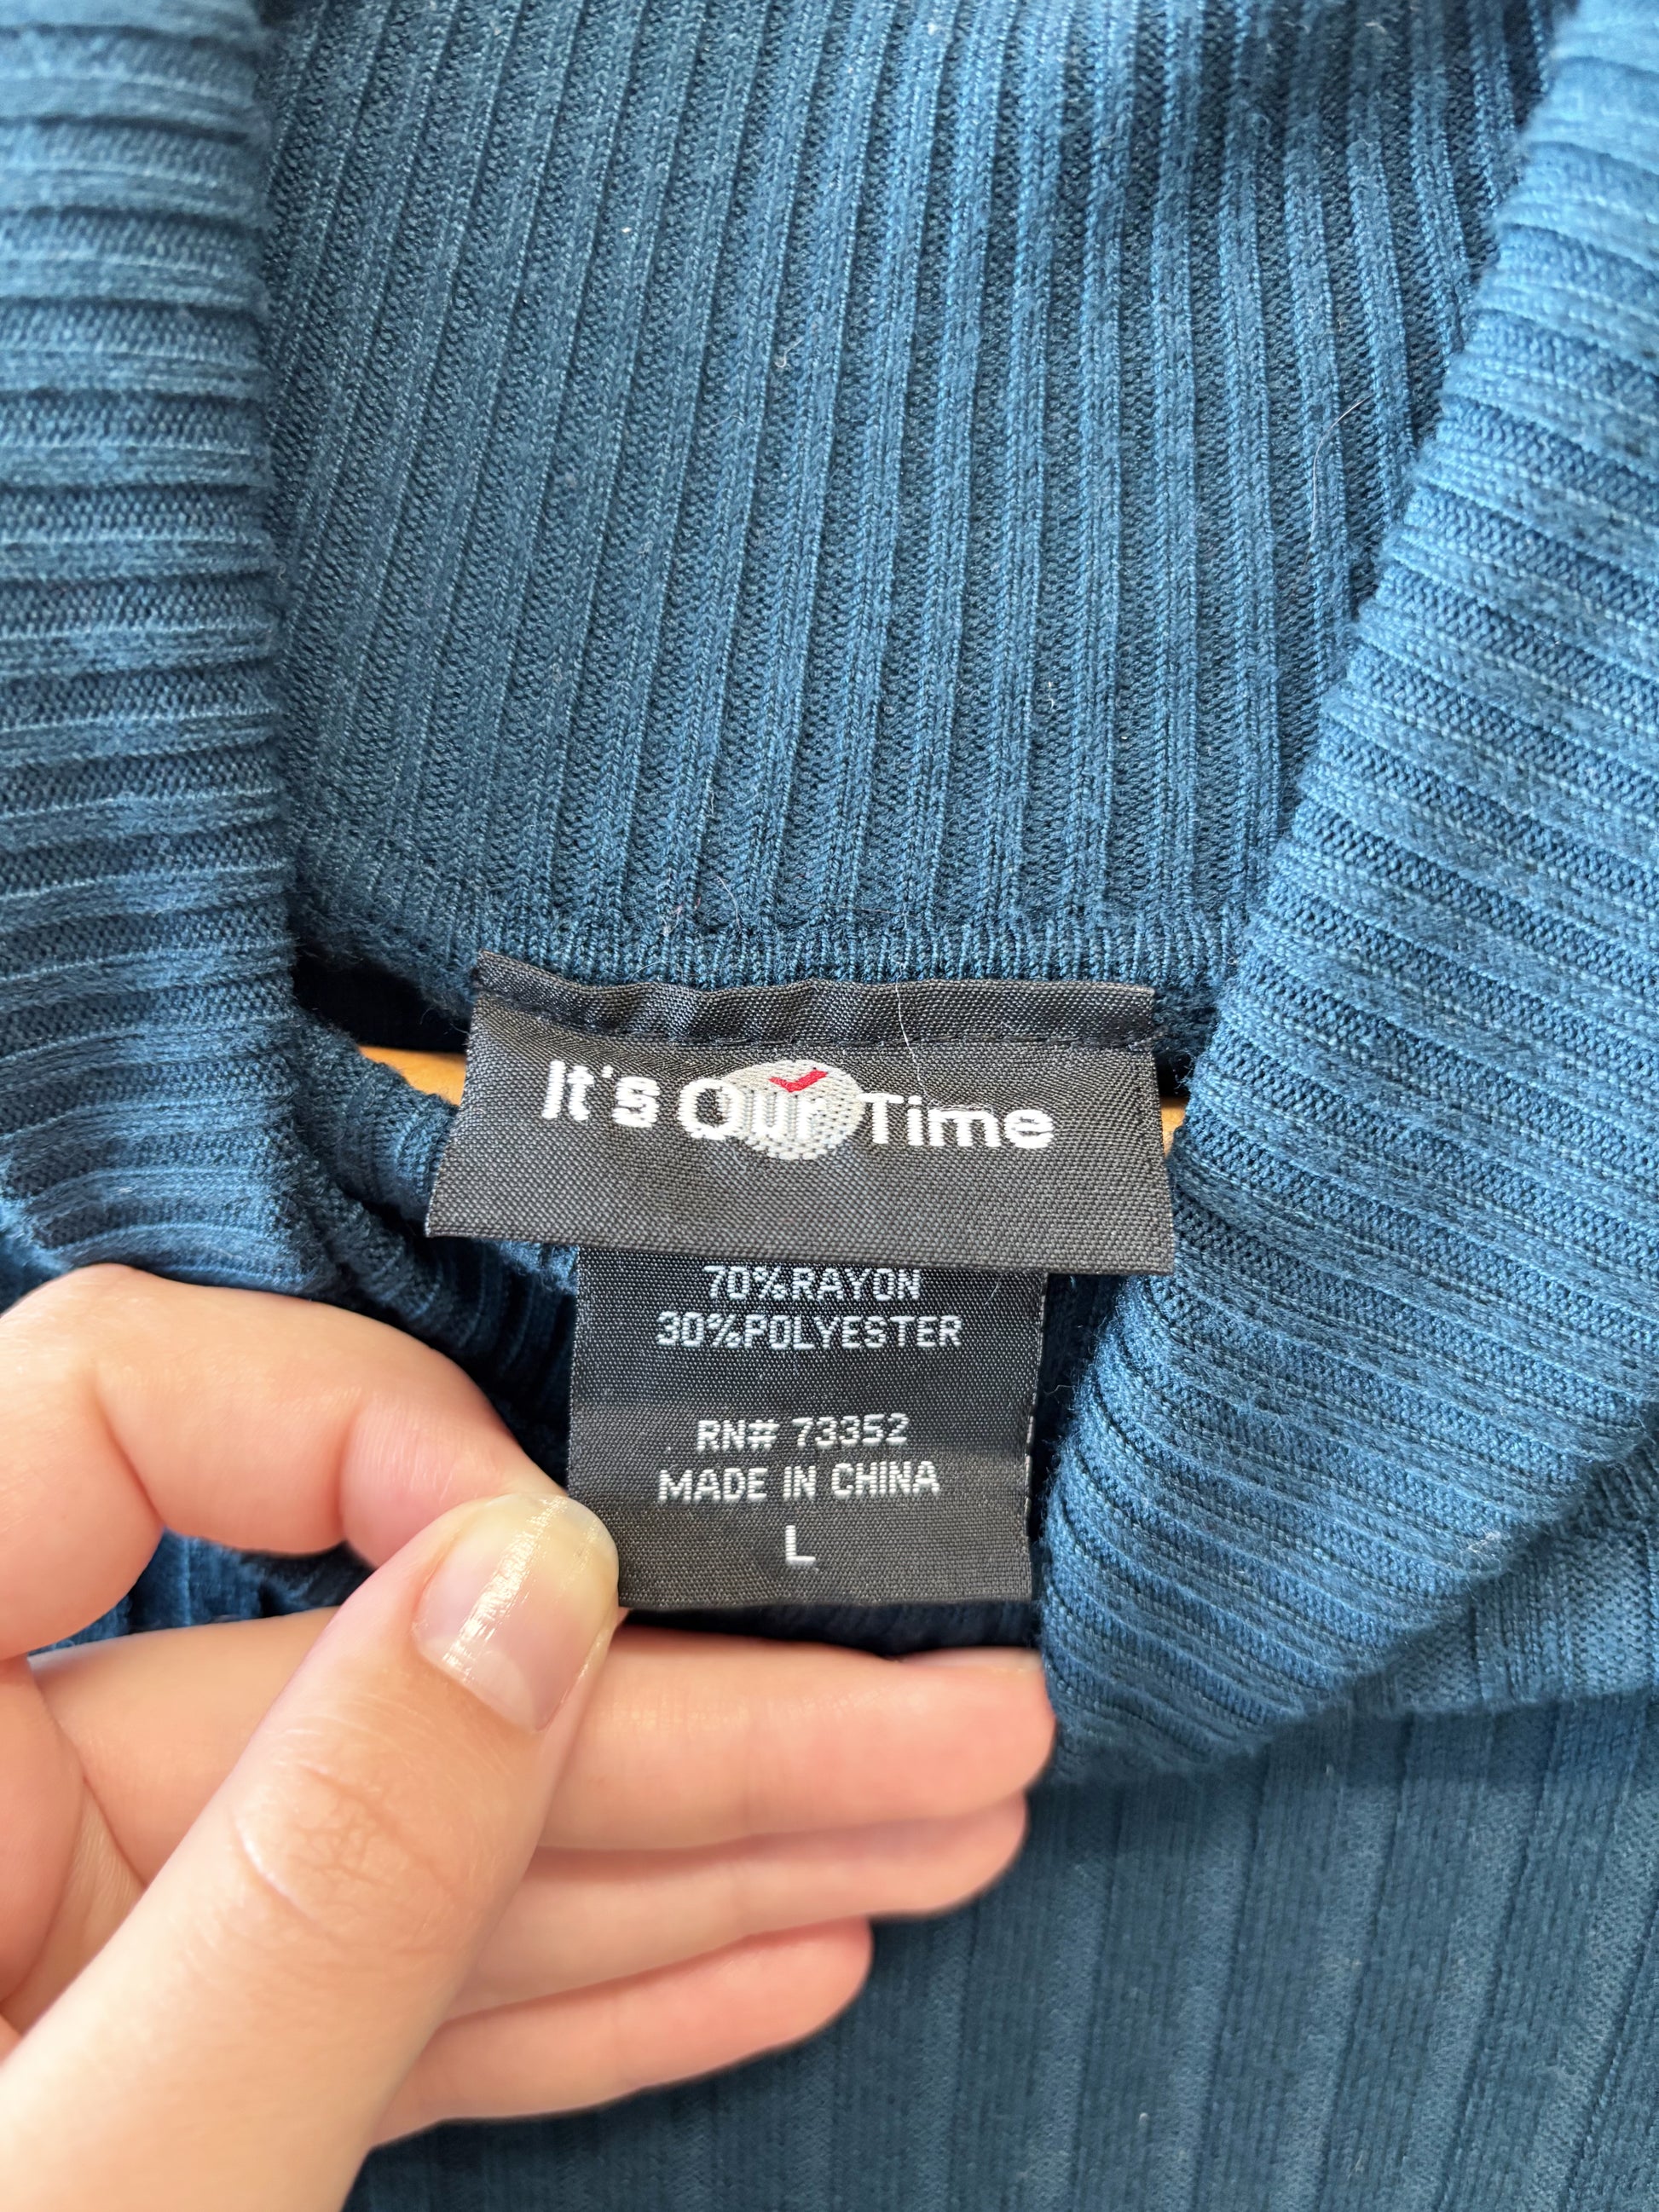 It's Our Time
70%RAYON
30%POLYESTER
RN# 73352
MADE IN CHINA
L